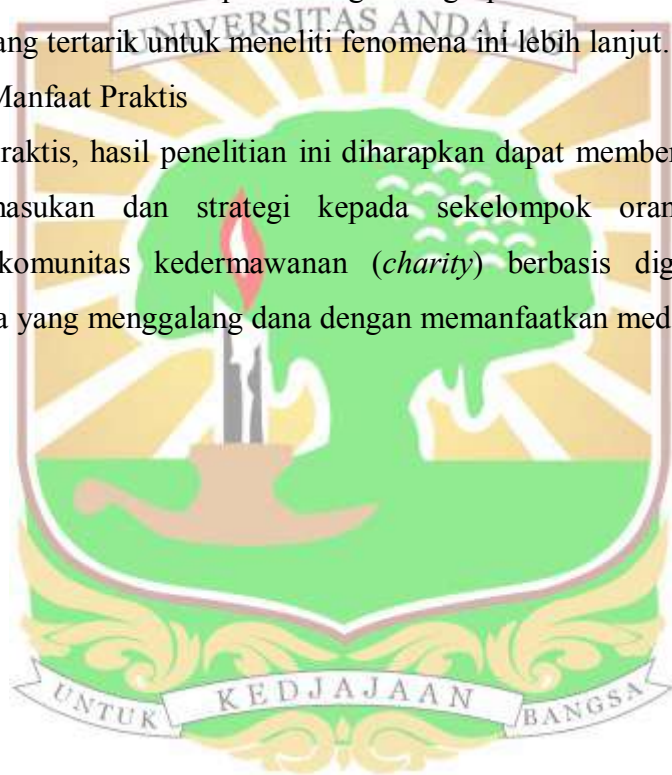 UNIVERSITAS ANDALAS
ang tertarik untuk meneliti fenomena ini lebih lanjut.
Manfaat Praktis
raktis, hasil penelitian ini diharapkan dapat member
nasukan dan strategi kepada sekelompok oran
komunitas kedermawanan (charity) berbasis dig
a yang menggalang dana dengan memanfaatkan med
UNTUK KEDJAJAAN BANGSA